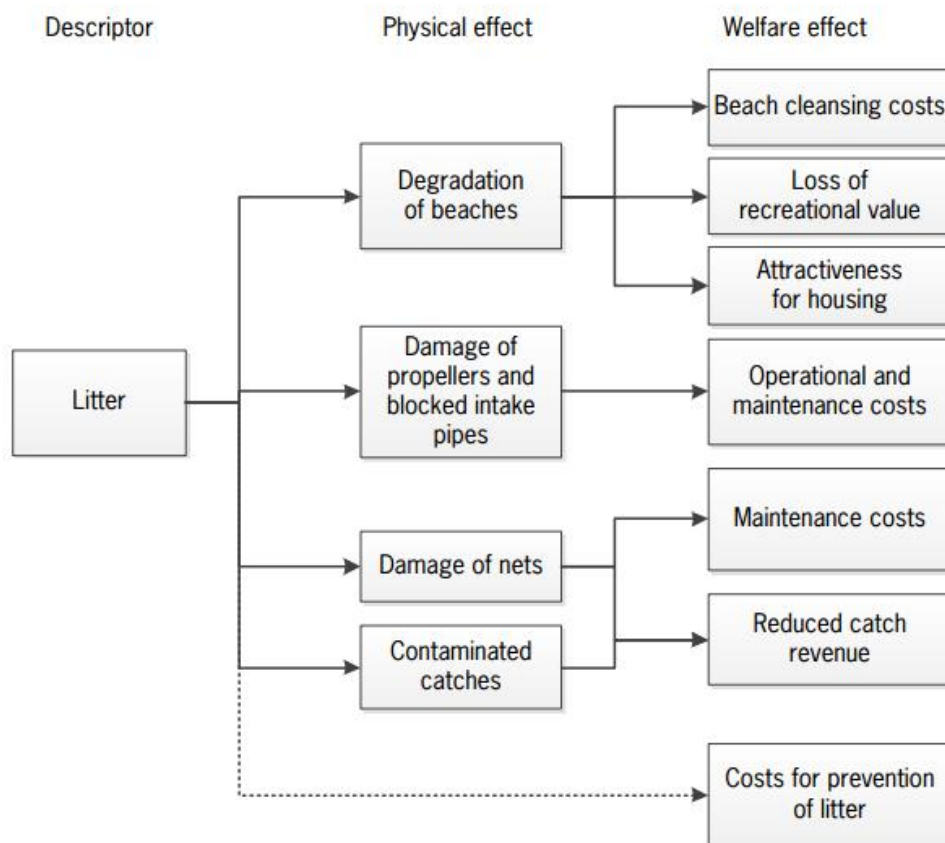 Descriptor
Physical effect
Welfare effect
Beach cleansing costs
Degradation
of beaches
Loss of
recreational value
Attractiveness
for housing
Litter
Damage of
propellers and
blocked intake
pipes
Operational and
maintenance costs
Damage of nets
Maintenance costs
Contaminated
catches
Reduced catch
revenue
Costs for prevention
of litter